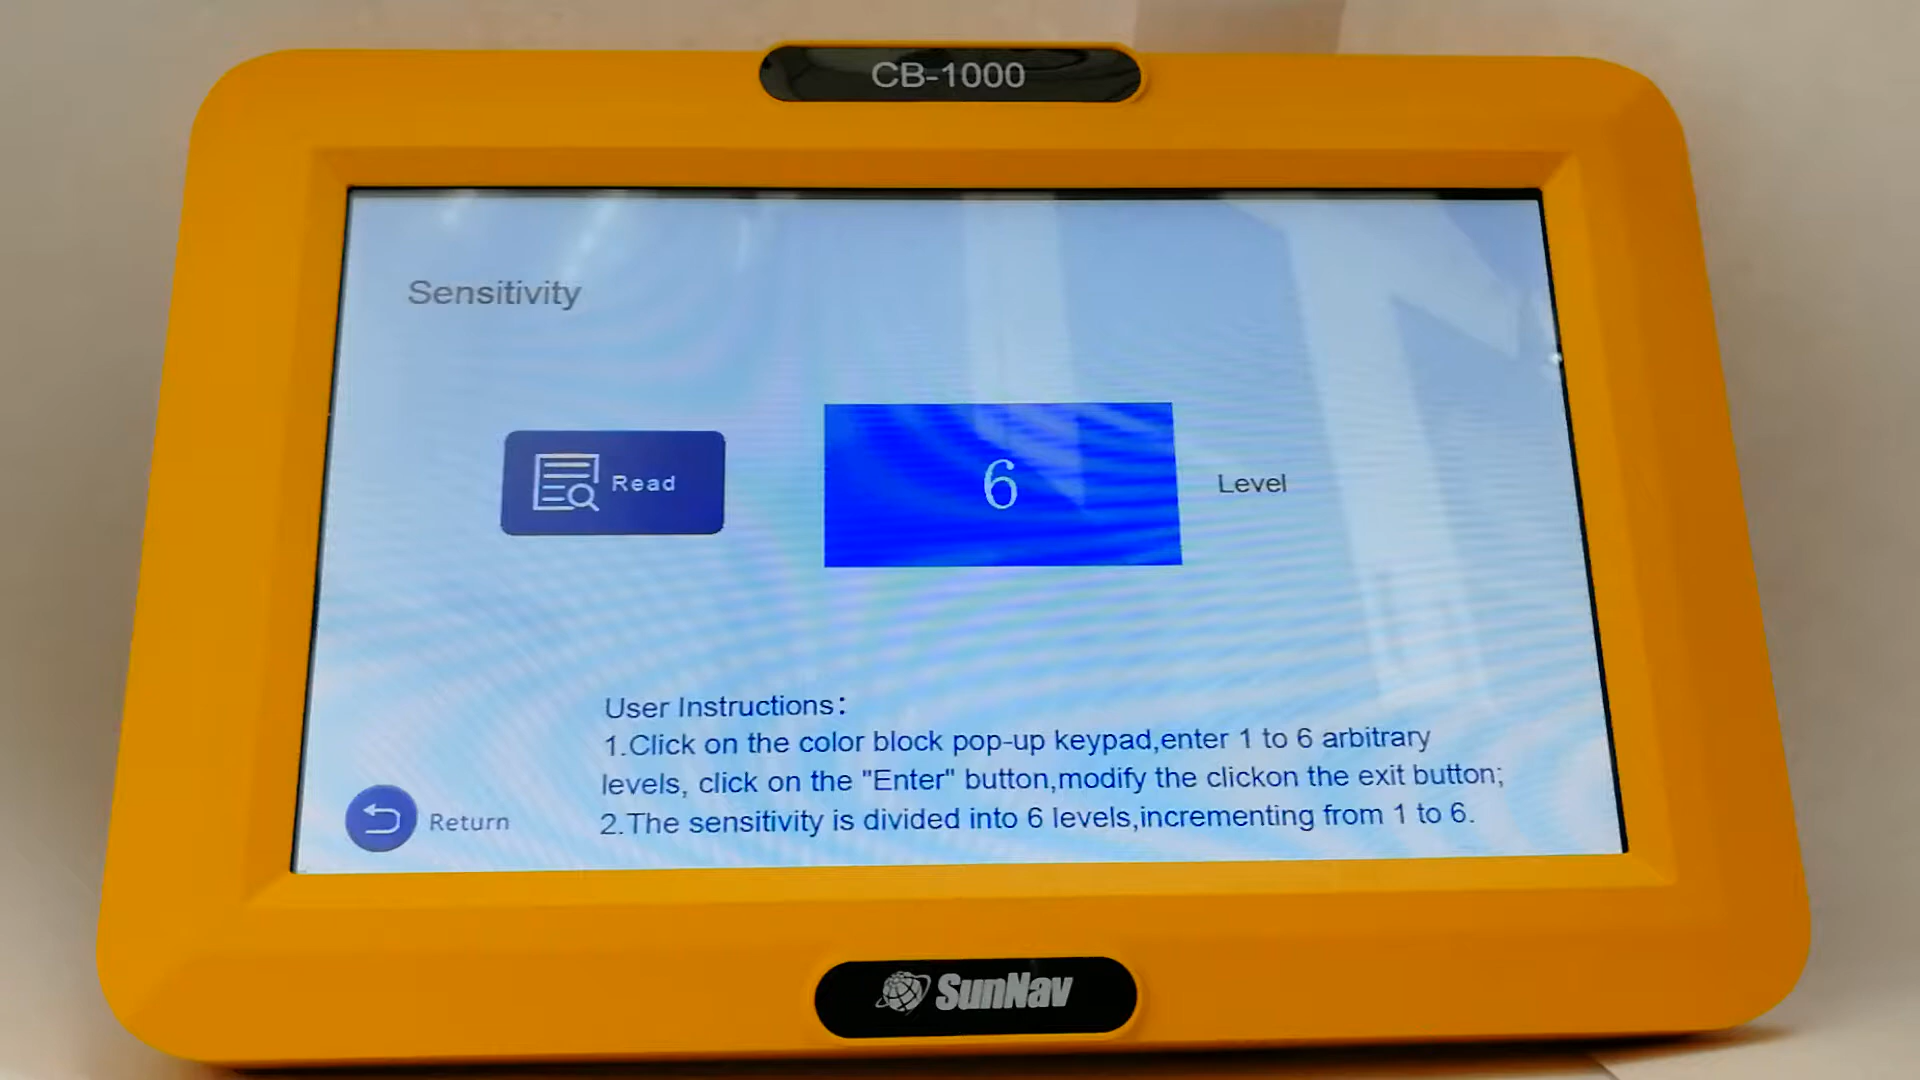 CB-1000
Sensitivity
Read
6
Level
User Instructions:
1.Click on the color block pop-up keypad,enter 1 to 6 arbitrary
levels, click on the "Enter" button,modify the clickon the exit button;
2.The sensitivity is divided into 6 levels,incrementing from 1 to 6.
Return
SunNav